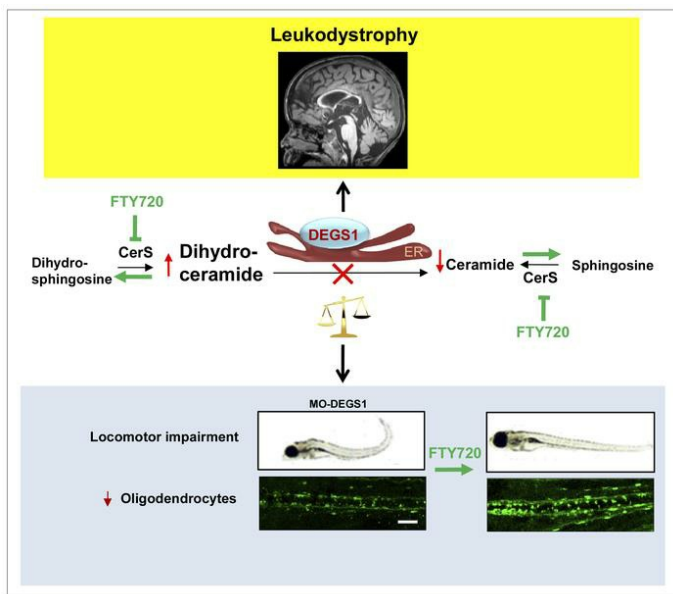 Leukodystrophy
FTY720
CerS
Dihydro-
sphingosine
Dihydro-
ceramide
DEGS1
ER
Ceramide
CerS
Sphingosine
FTY720
MO-DEGS1
Locomotor impairment
FTY720
Oligodendrocytes